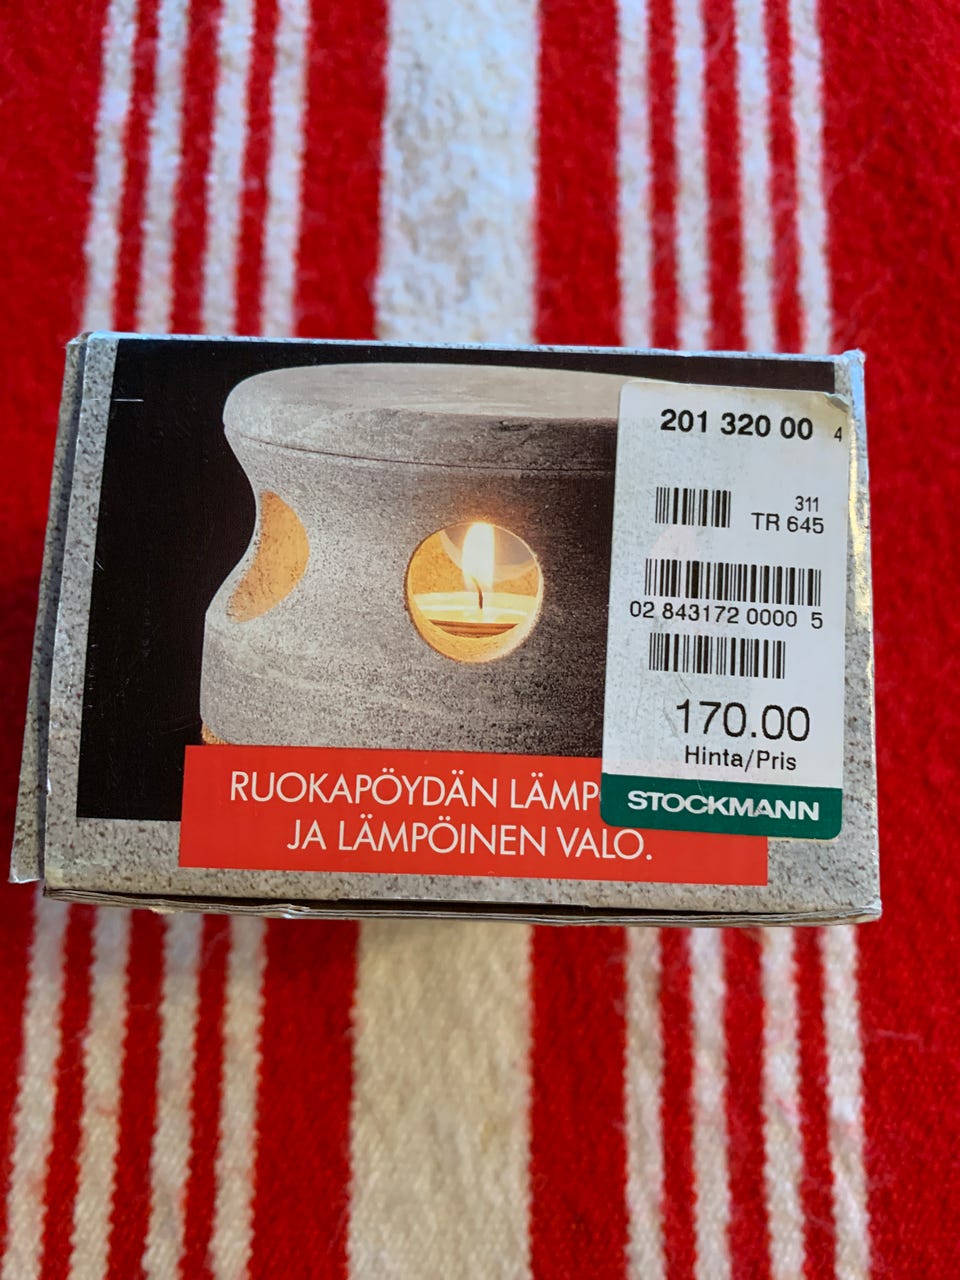 201 320 00 4
311
TR 645
02 843172 0000 5
170.00
Hinta/Pris
STOCKMANN
RUOKAPÖYDÄN
JA LÄMPÖINEN VALO.